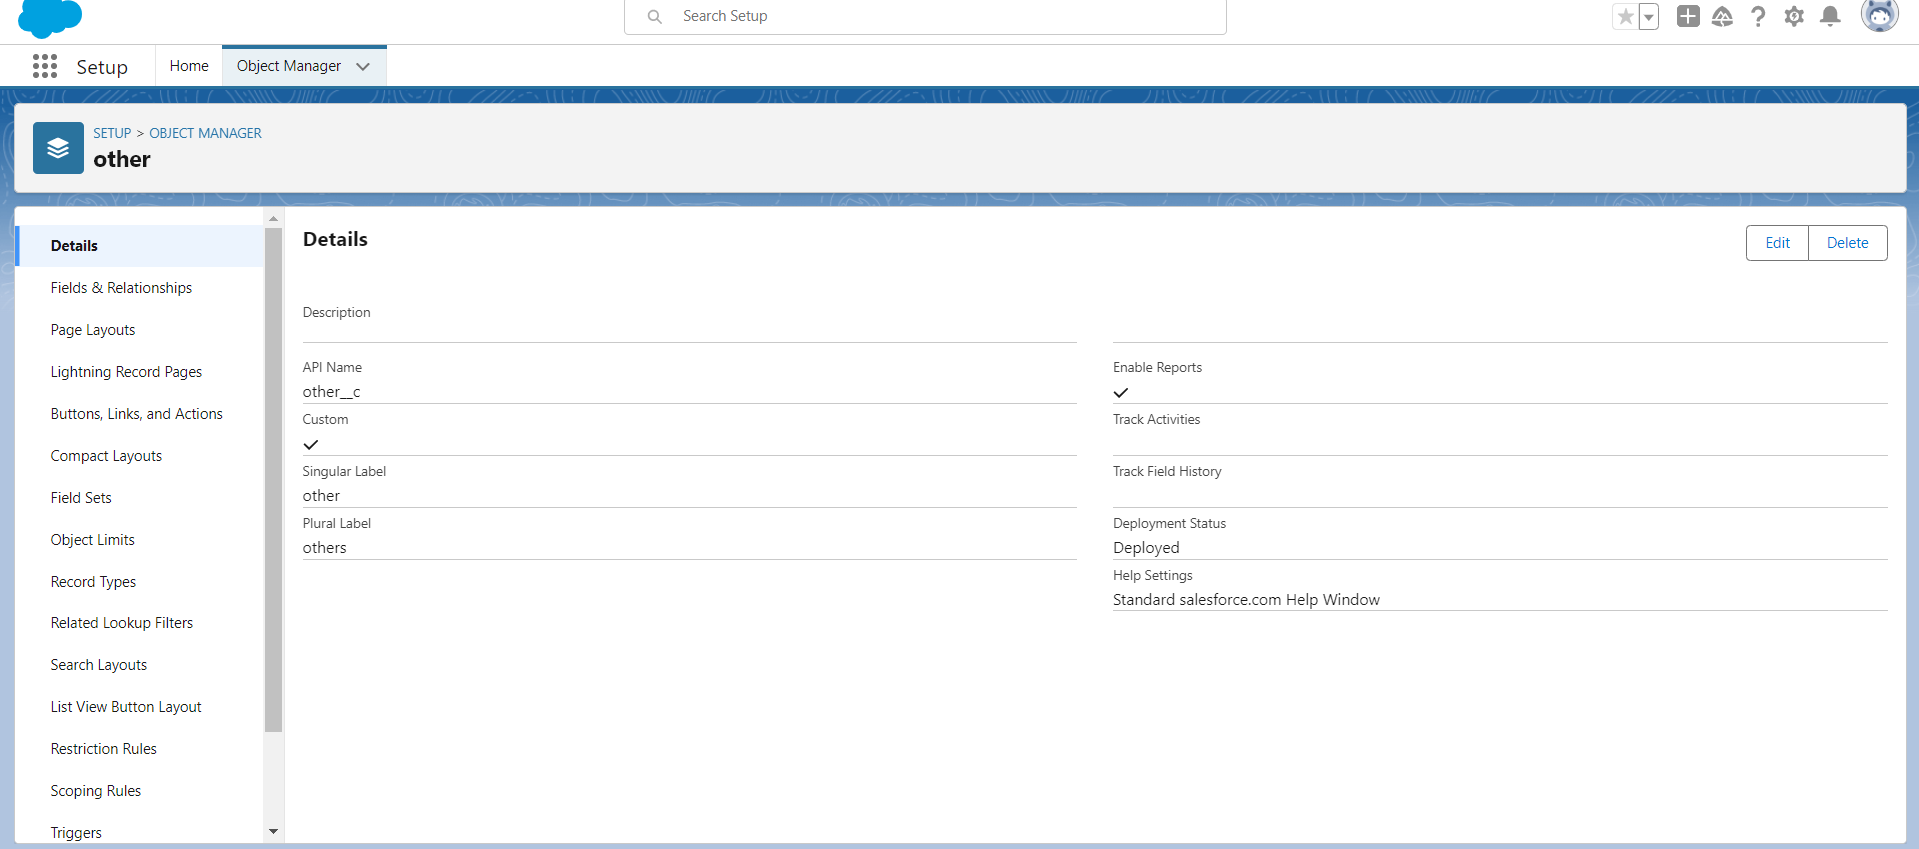 Search Setup
Setup
Home
Object Manager
SETUP > OBJECT MANAGER
other
Details
Fields & Relationships
Page Layouts
Lightning Record Pages
Buttons, Links, and Actions
Compact Layouts
Field Sets
Object Limits
Record Types
Related Lookup Filters
Search Layouts
List View Button Layout
Restriction Rules
Scoping Rules
Triggers
Details
Edit
Delete
Description
API Name
other__c
Custom
Singular Label
other
Plural Label
others
Enable Reports
Track Activities
Track Field History
Deployment Status
Deployed
Help Settings
Standard salesforce.com Help Window